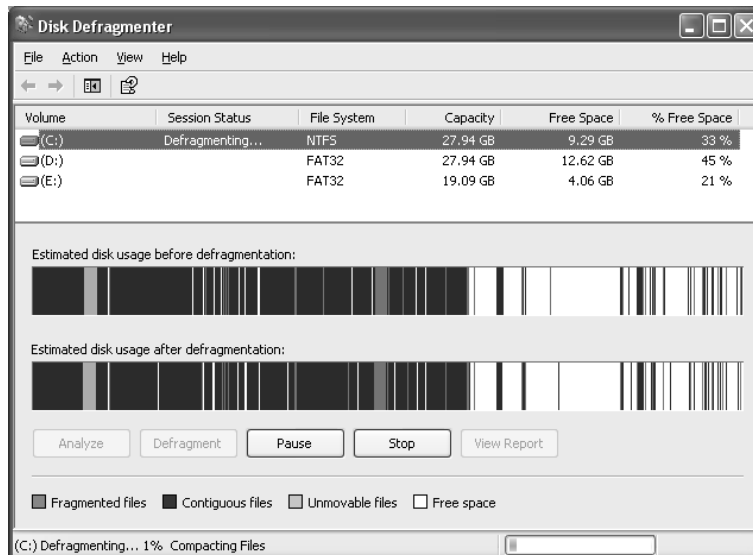 Disk Defragmenter
File Action View Help
Volume Session Status File System Capacity Free Space % Free Space
(C:) Defragmenting... NTFS 27.94 GB 9.29 GB 33 %
(D:) FAT32 27.94 GB 12.62 GB 45 %
(E:) FAT32 19.09 GB 4.06 GB 21 %
Estimated disk usage before defragmentation:
Estimated disk usage after defragmentation:
Analyze Defragment Pause Stop View Report
Fragmented files Contiguous files Unmovable files Free space
(C:) Defragmenting... 1% Compacting Files